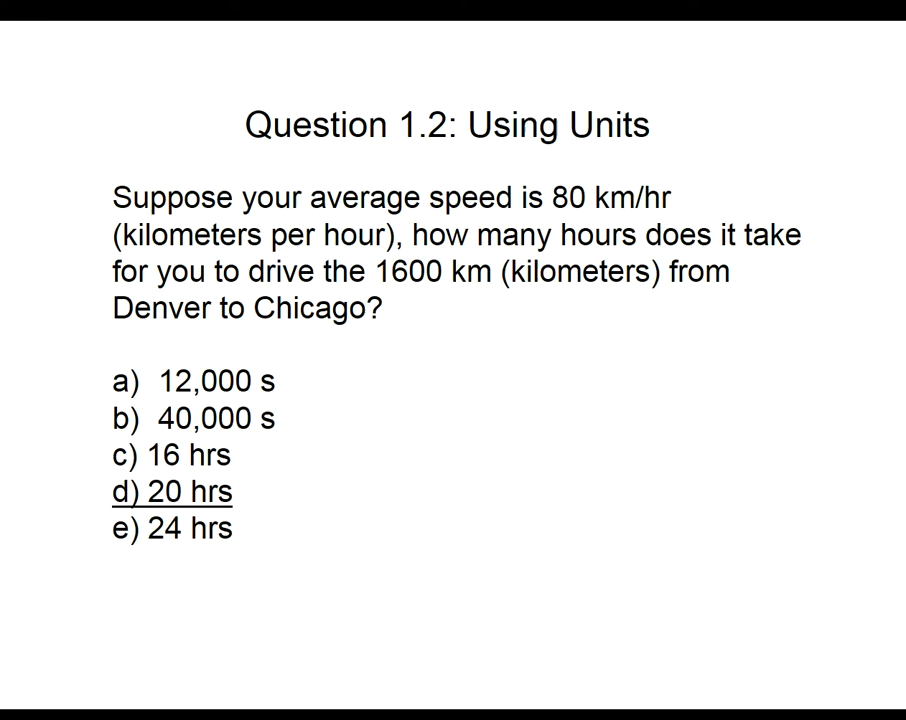 Question 1.2: Using Units
Suppose your average speed is 80 km/hr
(kilometers per hour), how many hours does it take
for you to drive the 1600 km (kilometers) from
Denver to Chicago?
a) 12,000 s
b) 40,000 s
c) 16 hrs
d) 20 hrs
e) 24 hrs